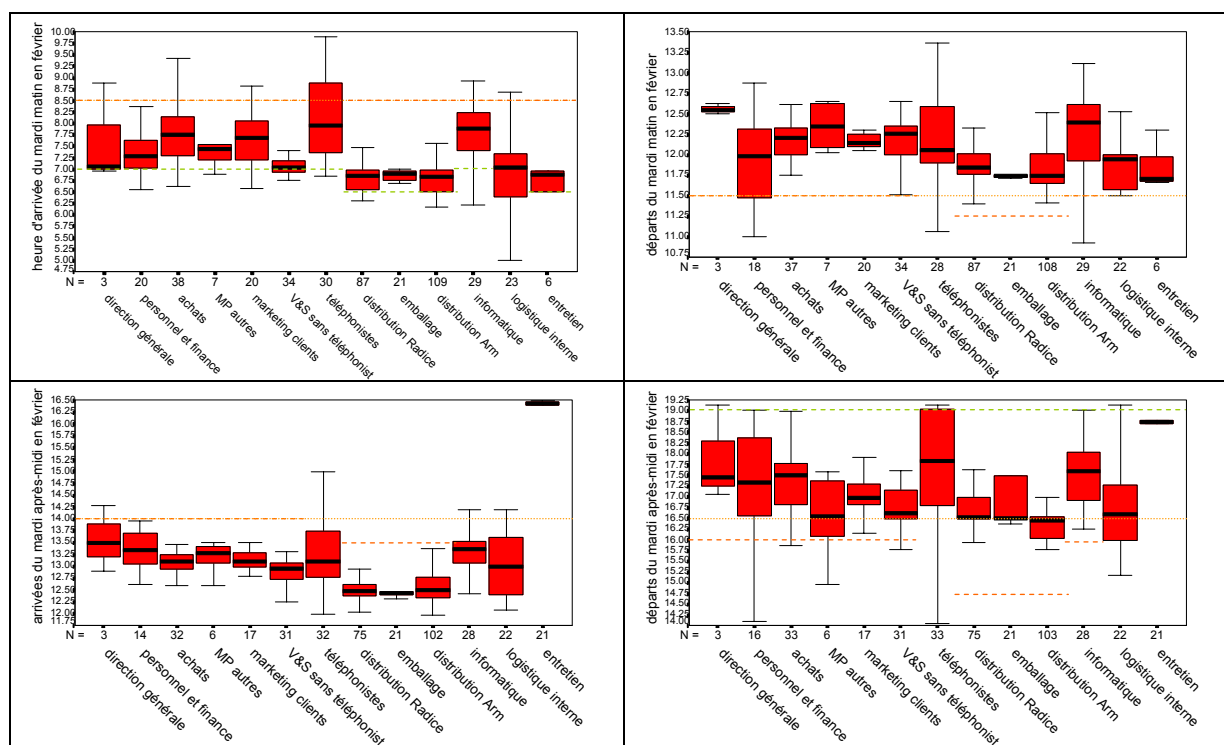 heure d'arrivée du mardi matin en février
10.00
9.75
9.50
9.25
9.00
8.75
8.50
8.25
8.00
7.75
7.50
7.25
7.00
6.75
6.50
6.25
6.00
5.75
5.50
5.25
5.00
4.75
N = 3 20 38 7 20 34 30 87 21 109 29 23 6
direction générale
personnel et finance
achats
MP autres
marketing clients
V&S sans téléphonist
téléphonistes
distribution Radice
emballage
distribution Arm
informatique
logistique interne
entretien
départs du mardi matin en février
13.50
13.25
13.00
12.75
12.50
12.25
12.00
11.75
11.50
11.25
11.00
10.75
N = 3 18 37 7 20 34 28 87 21 108 29 22 6
direction générale
personnel et finance
achats
MP autres
marketing clients
V&S sans téléphonist
téléphonistes
distribution Radice
emballage
distribution Arm
informatique
logistique interne
entretien
arrivées du mardi après-midi en février
16.50
16.25
16.00
15.75
15.50
15.25
15.00
14.75
14.50
14.25
14.00
13.75
13.50
13.25
13.00
12.75
12.50
12.25
12.00
11.75
N = 3 14 32 6 17 31 32 75 21 102 28 22 21
direction générale
personnel et finance
achats
MP autres
marketing clients
V&S sans téléphonist
téléphonistes
distribution Radice
emballage
distribution Arm
informatique
logistique interne
entretien
départs du mardi après-midi en février
19.25
19.00
18.75
18.50
18.25
18.00
17.75
17.50
17.25
17.00
16.75
16.50
16.25
16.00
15.75
15.50
15.25
15.00
14.75
14.50
14.25
14.00
N = 3 16 33 6 17 31 33 75 21 103 28 22 21
direction générale
personnel et finance
achats
MP autres
marketing clients
V&S sans téléphonist
téléphonistes
distribution Radice
emballage
distribution Arm
informatique
logistique interne
entretien